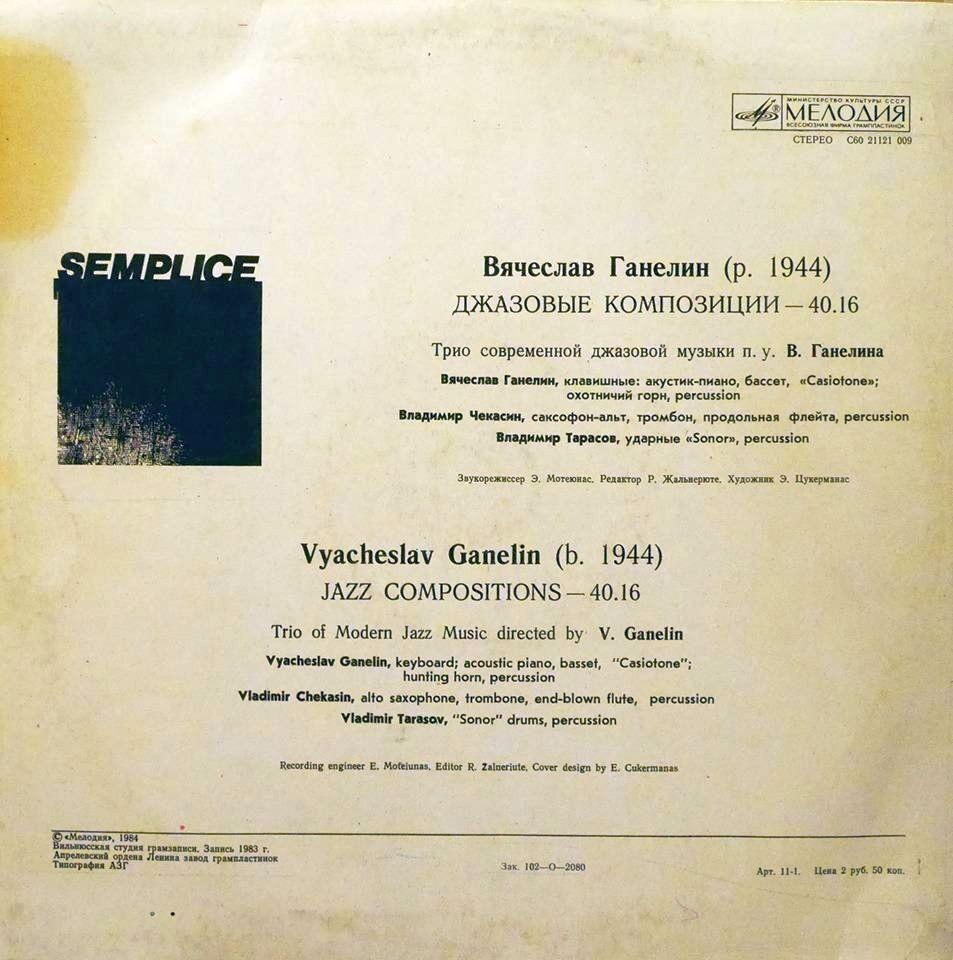 МИНИСТЕРСТВО КУЛЬТУРЫ СССР
МЕЛОДИЯ
ВСЕСОЮЗНАЯ ФИРМА ГРАМПЛАСТИНОК
СТЕРЕО С60 21121 009
SEMPLICE
Вячеслав Ганелин (р. 1944)
ДЖАЗОВЫЕ КОМПОЗИЦИИ — 40.16
Трио современной джазовой музыки п. у. В. Ганелина
Вячеслав Ганелин, клавишные: акустик-пиано, бассет, «Casiotone»;
охотничий горн, percussion
Владимир Чекасин, саксофон-альт, тромбон, продольная флейта, percussion
Владимир Тарасов, ударные «Sonor», percussion
Звукорежиссер Э. Мотеюнас. Редактор Р. Жальнерюте. Художник Э. Цукерманас
Vyacheslav Ganelin (b. 1944)
JAZZ COMPOSITIONS — 40.16
Trio of Modern Jazz Music directed by V. Ganelin
Vyacheslav Ganelin, keyboard; acoustic piano, basset, "Casiotone";
hunting horn, percussion
Vladimir Chekasin, alto saxophone, trombone, end-blown flute, percussion
Vladimir Tarasov, "Sonor" drums, percussion
Recording engineer E. Motejunas. Editor R. Zalneriute. Cover design by E. Cukermanas
© «Мелодия», 1984
Вильнюсская студия грамзаписи. Запись 1983 г.
Апрелевский ордена Ленина завод грампластинок
Типография АЗГ
Зак. 102—О—2080
Арт. 11-1. Цена 2 руб. 50 коп.